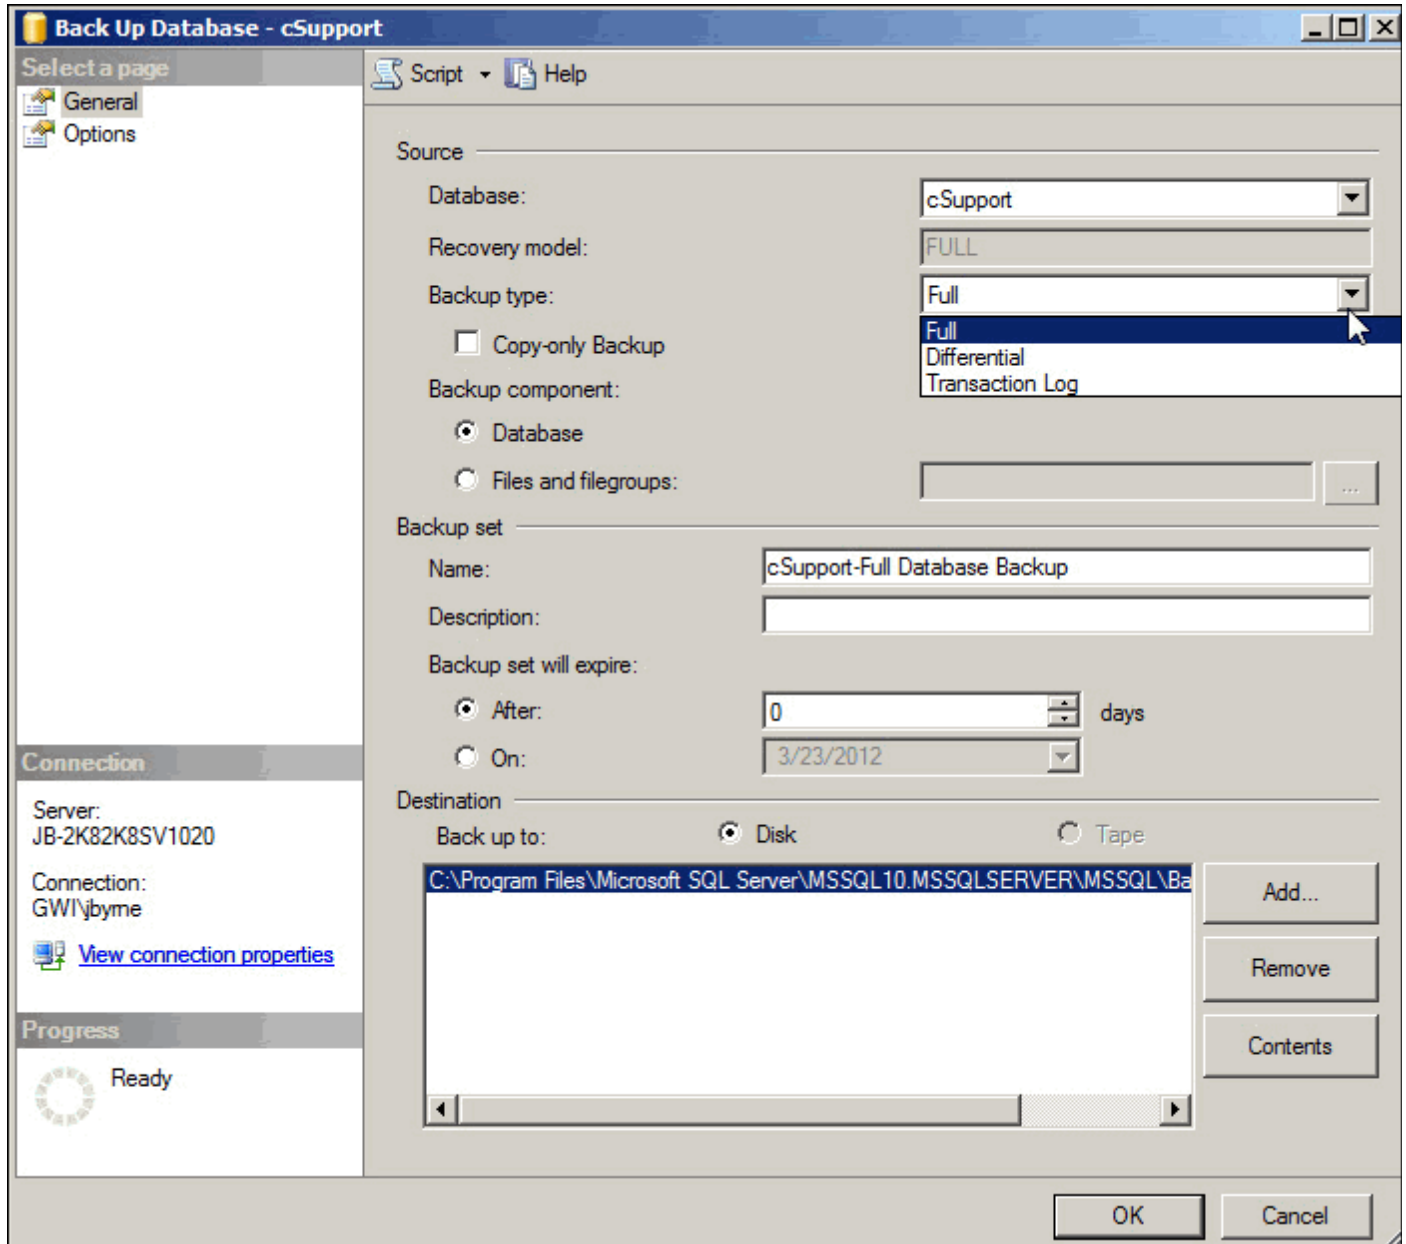 Back Up Database - cSupport
Select a page
General
Options
Script Help
Source
Database: cSupport
Recovery model: FULL
Backup type: Full
Full
Differential
Transaction Log
Copy-only Backup
Backup component:
Database
Files and filegroups: ...
Backup set
Name: cSupport-Full Database Backup
Description:
Backup set will expire:
After: 0 days
On: 3/23/2012
Destination
Back up to: Disk Tape
C:\Program Files\Microsoft SQL Server\MSSQL10.MSSQLSERVER\MSSQL\Ba
Add...
Remove
Contents
Connection
Server:
JB-2K82K8SV1020
Connection:
GWI\jbyrne
View connection properties
Progress
Ready
OK Cancel